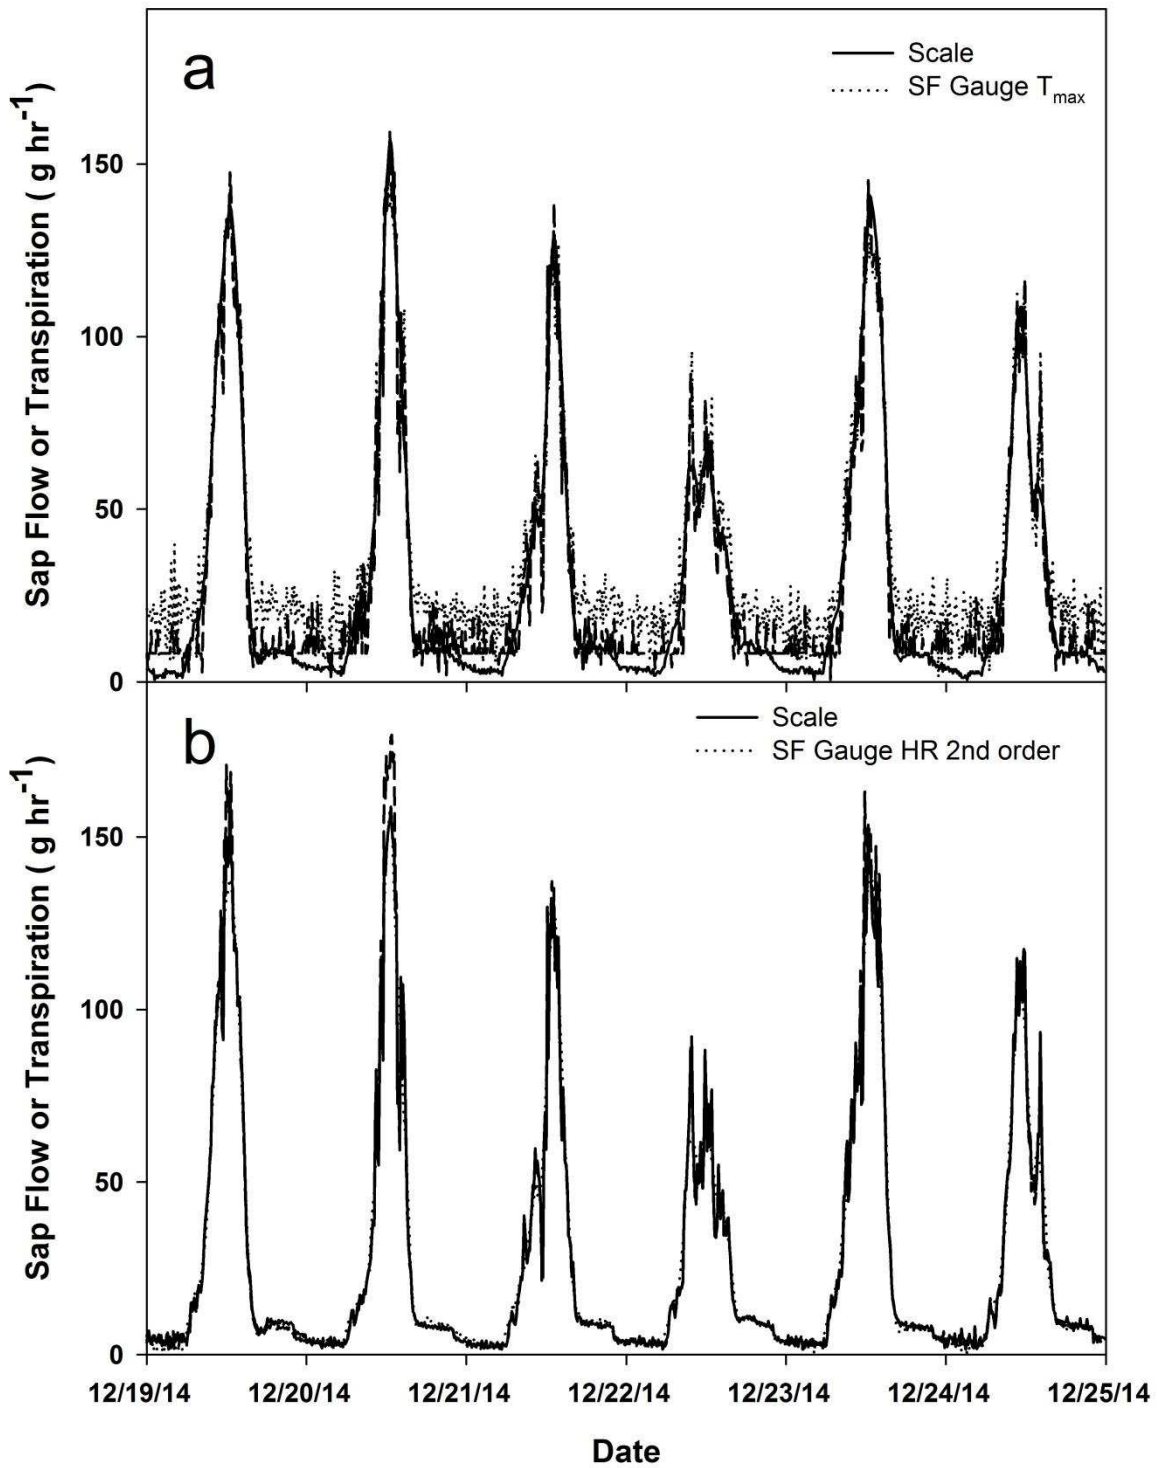 a
Scale
SF Gauge Tmax
Sap Flow or Transpiration ( g hr-1)
150
100
50
0
b
Scale
SF Gauge HR 2nd order
Sap Flow or Transpiration ( g hr-1)
150
100
50
0
12/19/14 12/20/14 12/21/14 12/22/14 12/23/14 12/24/14 12/25/14
Date